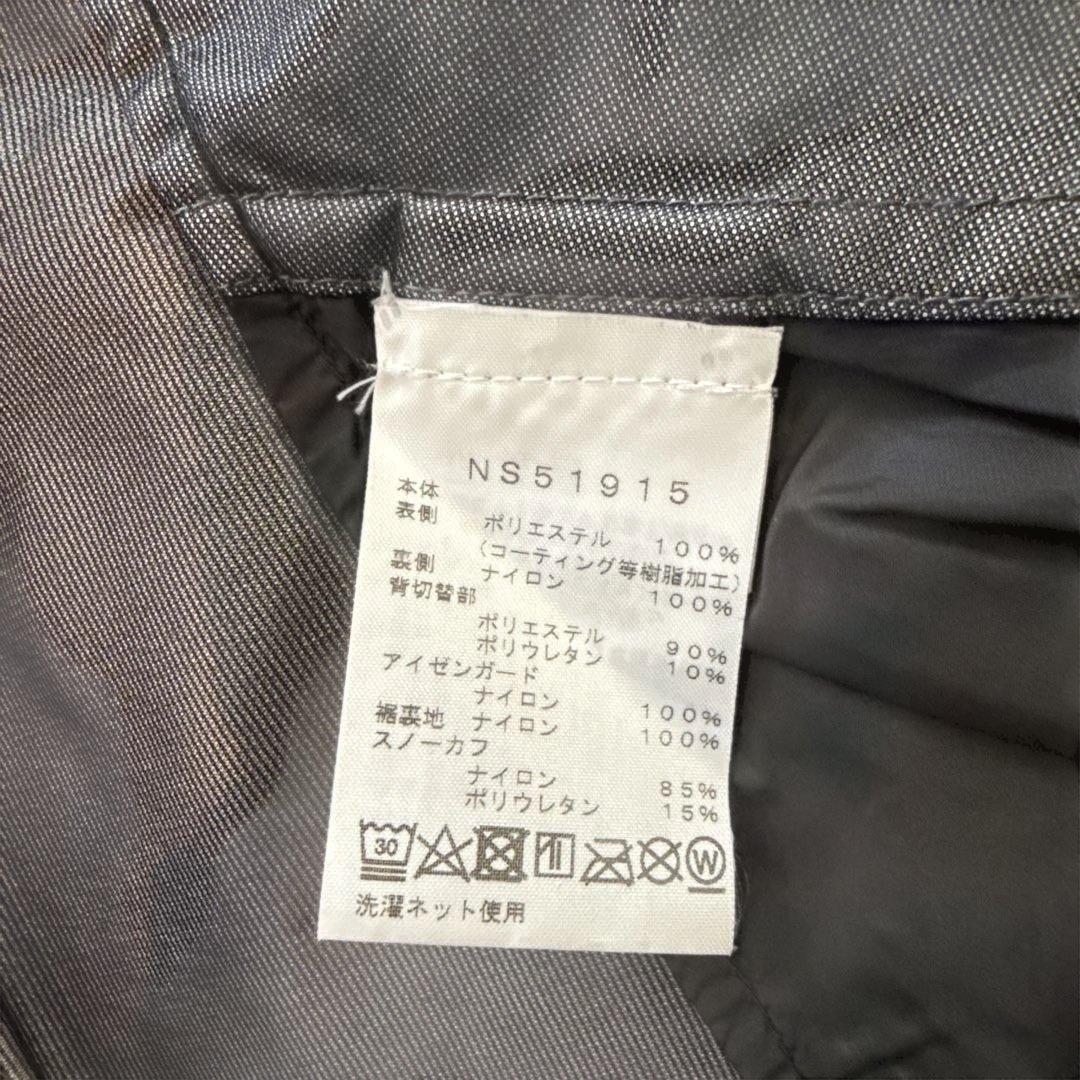 NS51915
本体
表側 ポリエステル 100%
(コーティング等樹脂加工)
裏側 ナイロン 100%
背切替部
ポリエステル 90%
ポリウレタン 10%
アイゼンガード
ナイロン 100%
裾裏地 ナイロン 100%
スノーカフ
ナイロン 85%
ポリウレタン 15%
30
W
洗濯ネット使用